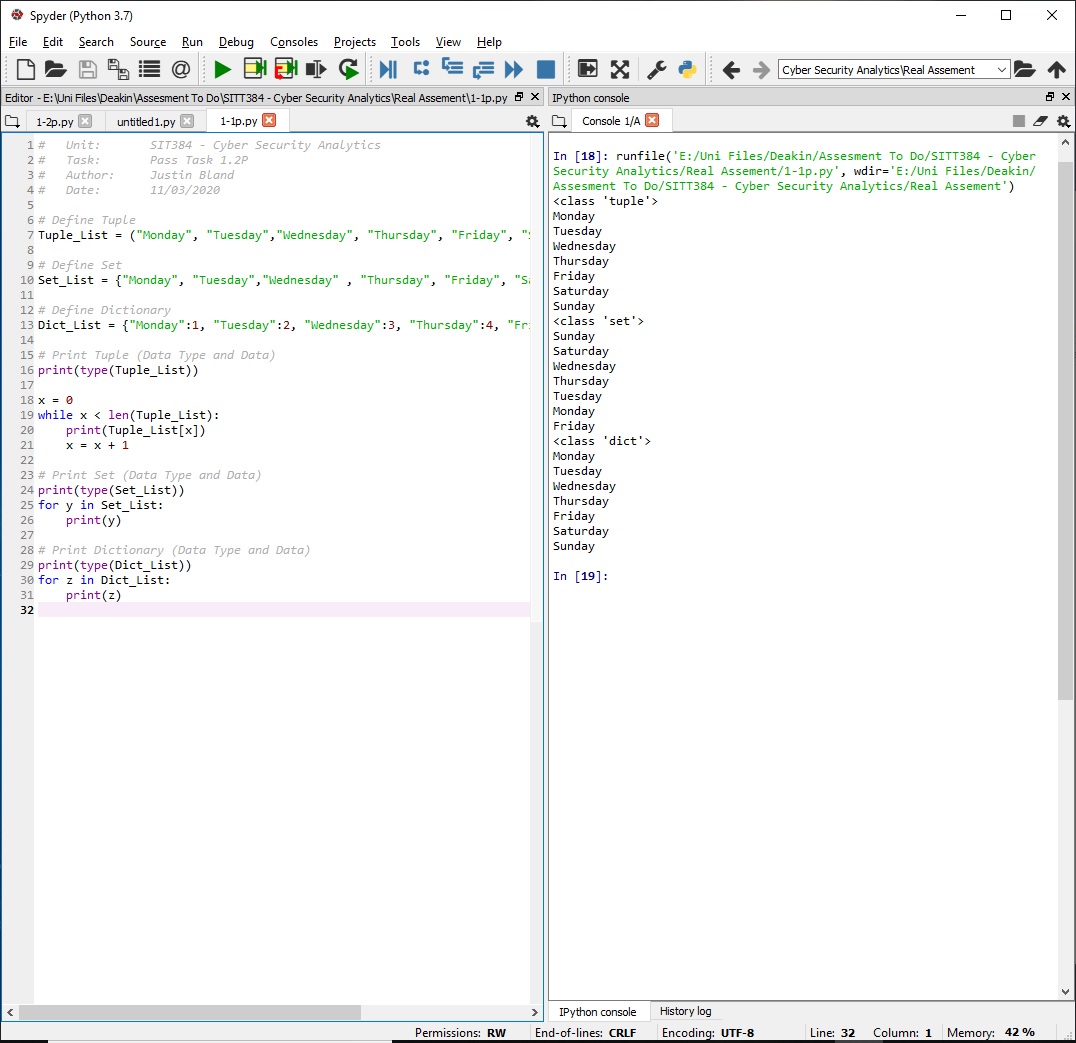 Spyder (Python 3.7)
File Edit Search Source Run Debug Consoles Projects Tools View Help
Cyber Security Analytics\Real Assement
Editor - E:\Uni Files\Deakin\Assesment To Do\SITT384 - Cyber Security Analytics\Real Assement\1-1p.py
1-2p.py untitled1.py 1-1p.py
1 # Unit: SIT384 - Cyber Security Analytics
2 # Task: Pass Task 1.2P
3 # Author: Justin Bland
4 # Date: 11/03/2020
5
6 # Define Tuple
7 Tuple_List = ("Monday", "Tuesday","Wednesday", "Thursday", "Friday", "
8
9 # Define Set
10 Set_List = {"Monday", "Tuesday","Wednesday" , "Thursday", "Friday", "Sa
11
12 # Define Dictionary
13 Dict_List = {"Monday":1, "Tuesday":2, "Wednesday":3, "Thursday":4, "Fr
14
15 # Print Tuple (Data Type and Data)
16 print(type(Tuple_List))
17
18 x = 0
19 while x < len(Tuple_List):
20     print(Tuple_List[x])
21     x = x + 1
22
23 # Print Set (Data Type and Data)
24 print(type(Set_List))
25 for y in Set_List:
26     print(y)
27
28 # Print Dictionary (Data Type and Data)
29 print(type(Dict_List))
30 for z in Dict_List:
31     print(z)
32
IPython console
Console 1/A
In [18]: runfile('E:/Uni Files/Deakin/Assesment To Do/SITT384 - Cyber
Security Analytics/Real Assement/1-1p.py', wdir='E:/Uni Files/Deakin/
Assesment To Do/SITT384 - Cyber Security Analytics/Real Assement')
<class 'tuple'>
Monday
Tuesday
Wednesday
Thursday
Friday
Saturday
Sunday
<class 'set'>
Sunday
Saturday
Wednesday
Thursday
Tuesday
Monday
Friday
<class 'dict'>
Monday
Tuesday
Wednesday
Thursday
Friday
Saturday
Sunday
In [19]:
IPython console History log
Permissions: RW End-of-lines: CRLF Encoding: UTF-8 Line: 32 Column: 1 Memory: 42 %